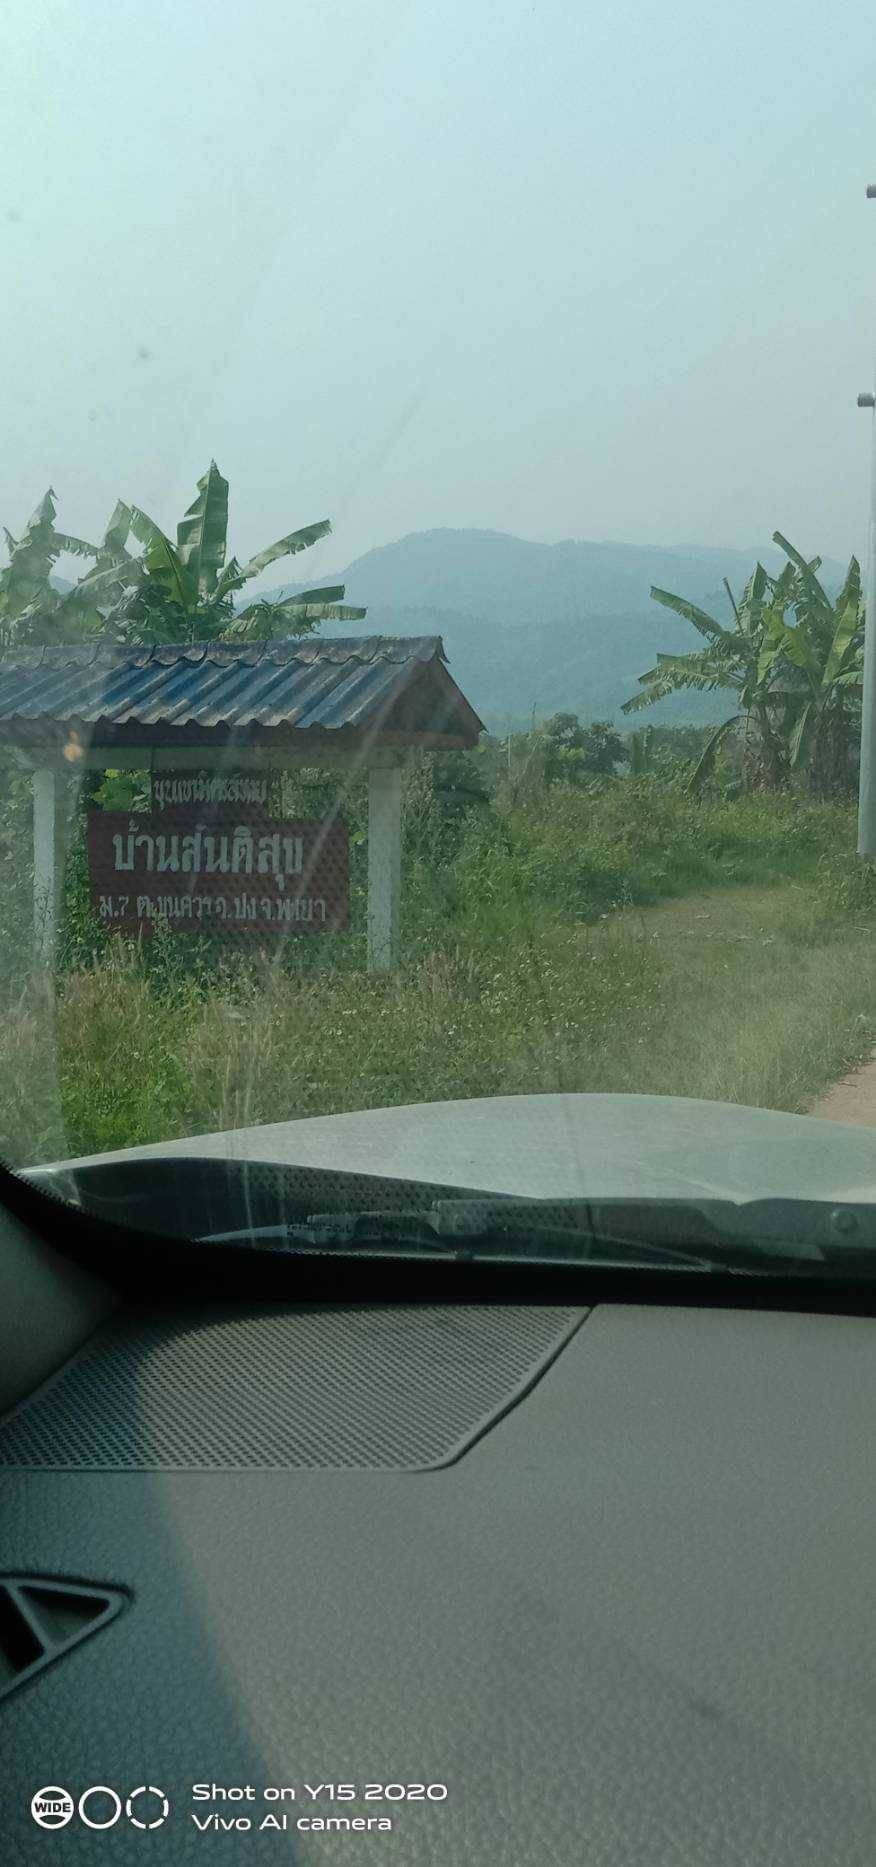 บ้านสันติสุข
ม.7 ต.ขุนควร อ.ปง จ.พะเยา
WIDE
Shot on Y15 2020
Vivo AI camera